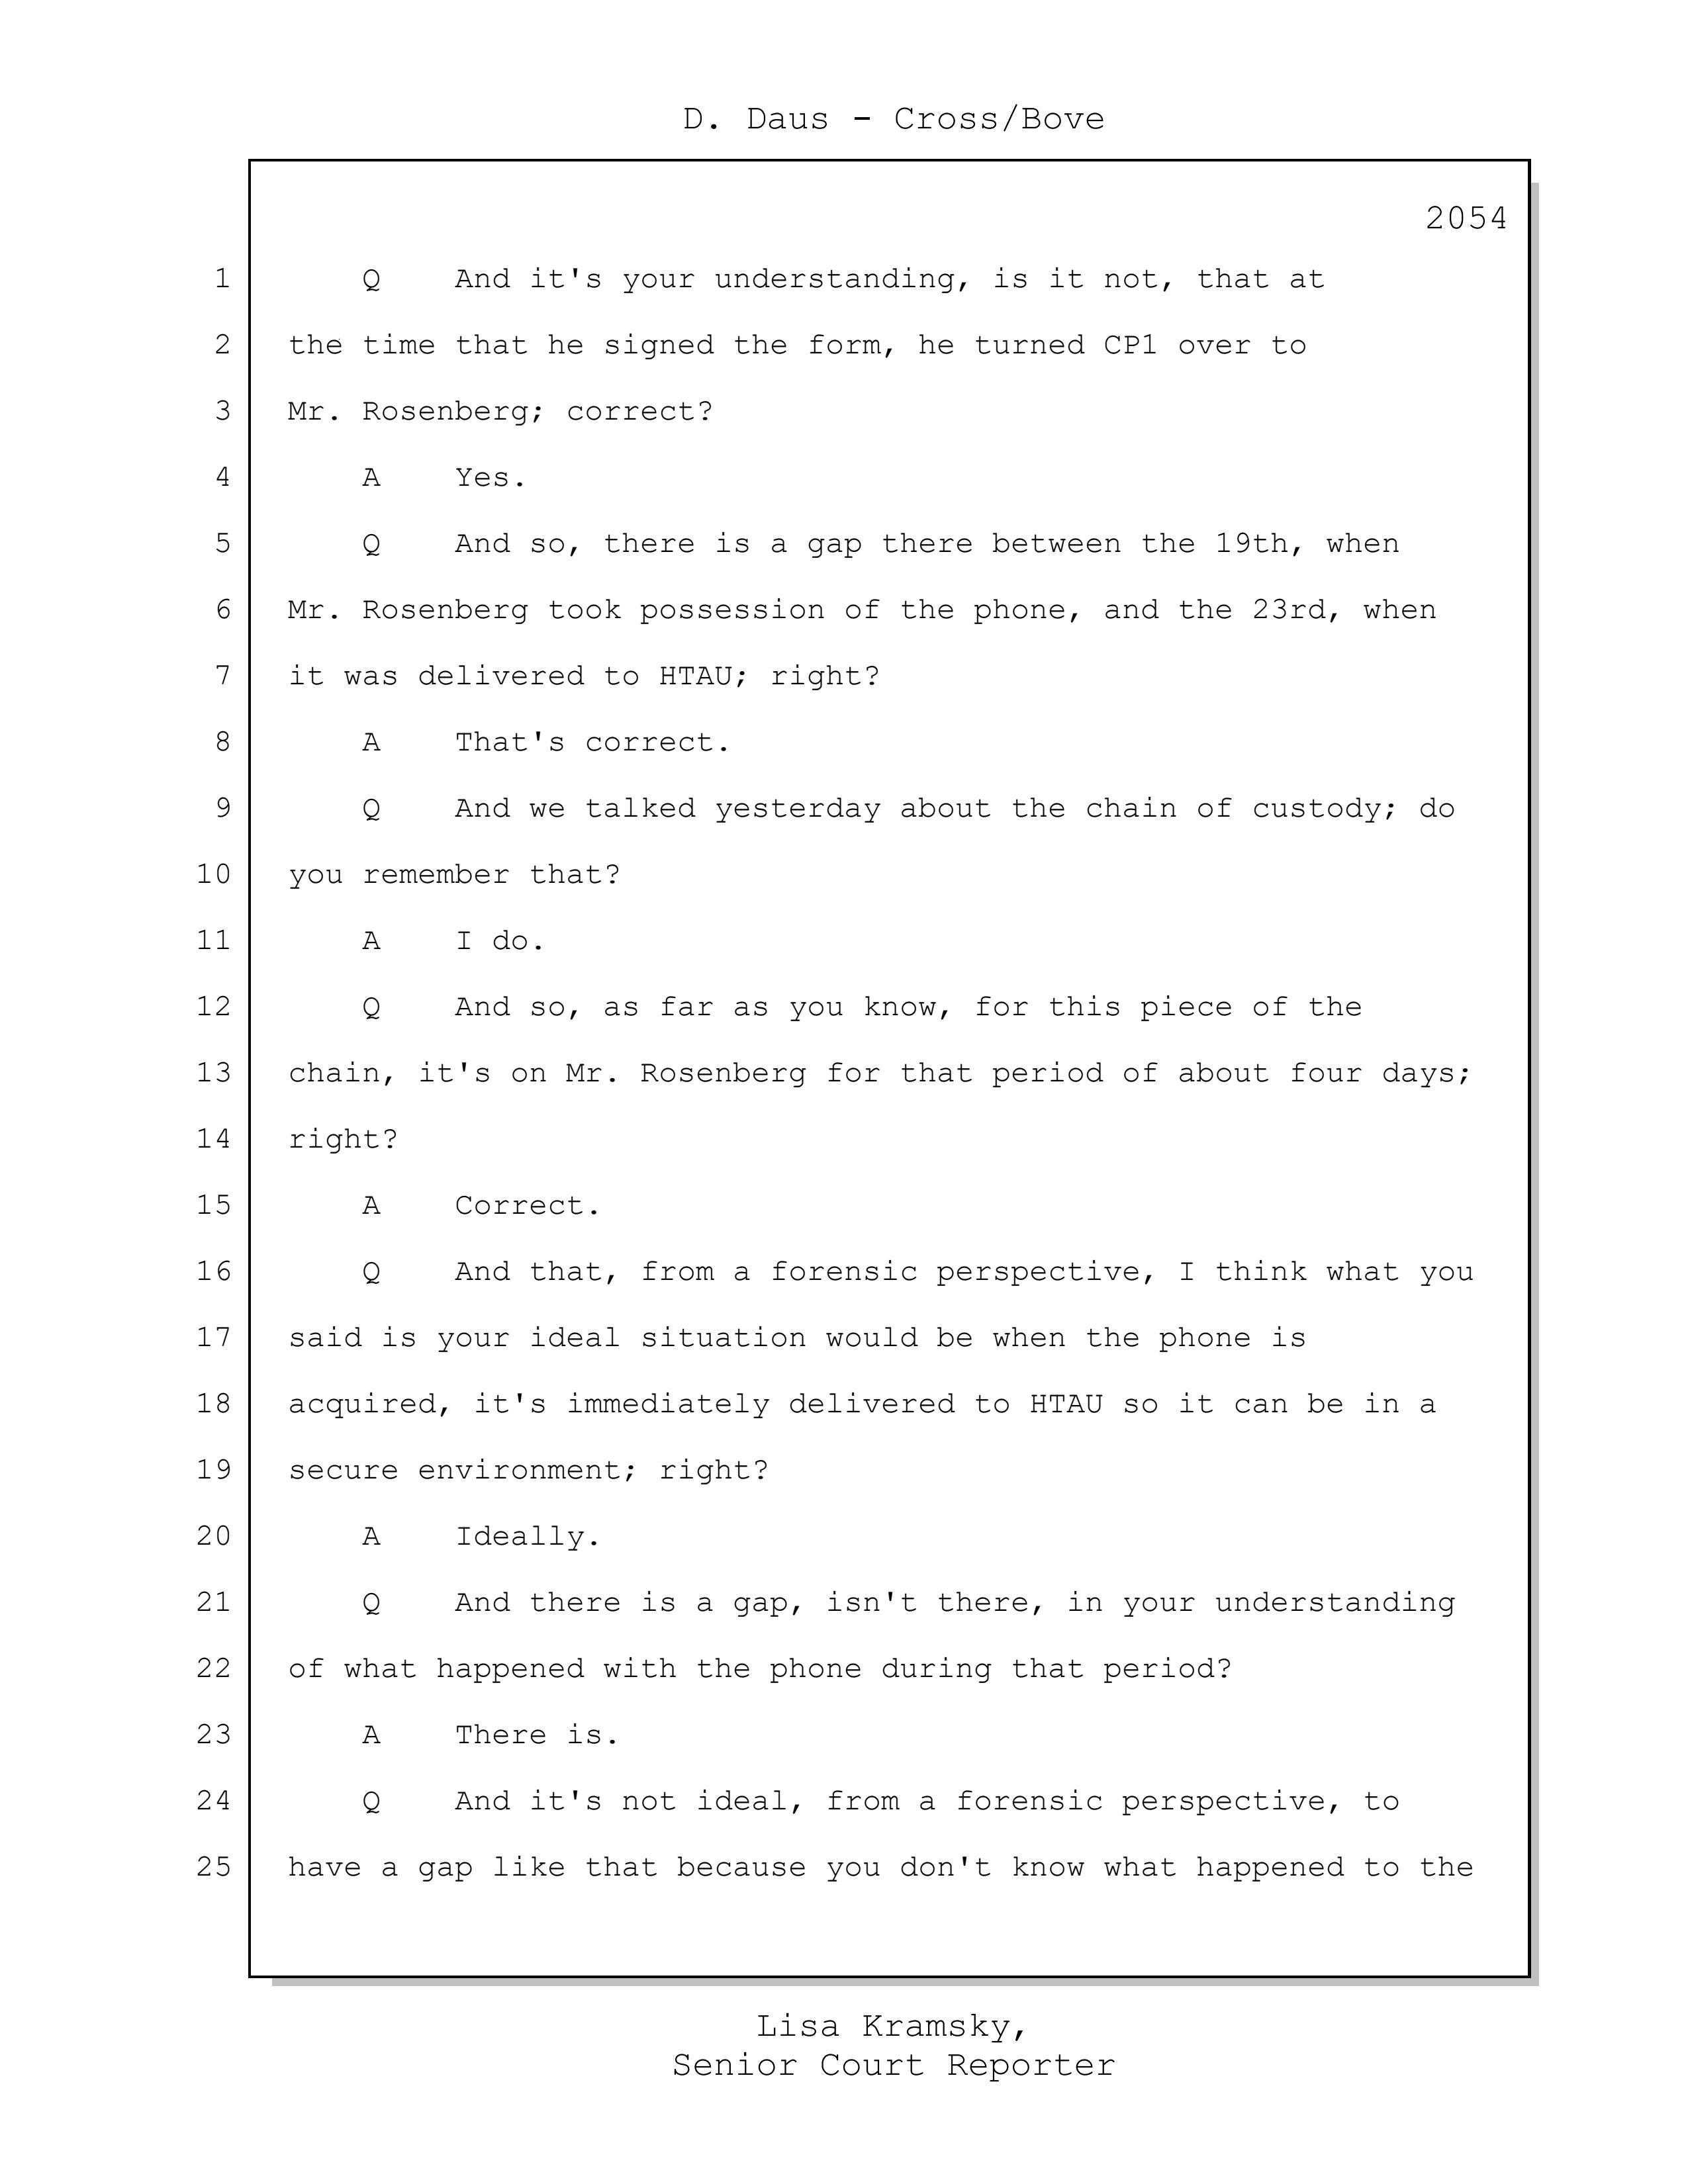 D. Daus - Cross/Bove
2054
1 Q And it's your understanding, is it not, that at
2 the time that he signed the form, he turned CP1 over to
3 Mr. Rosenberg; correct?
4 A Yes.
5 Q And so, there is a gap there between the 19th, when
6 Mr. Rosenberg took possession of the phone, and the 23rd, when
7 it was delivered to HTAU; right?
8 A That's correct.
9 Q And we talked yesterday about the chain of custody; do
10 you remember that?
11 A I do.
12 Q And so, as far as you know, for this piece of the
13 chain, it's on Mr. Rosenberg for that period of about four days;
14 right?
15 A Correct.
16 Q And that, from a forensic perspective, I think what you
17 said is your ideal situation would be when the phone is
18 acquired, it's immediately delivered to HTAU so it can be in a
19 secure environment; right?
20 A Ideally.
21 Q And there is a gap, isn't there, in your understanding
22 of what happened with the phone during that period?
23 A There is.
24 Q And it's not ideal, from a forensic perspective, to
25 have a gap like that because you don't know what happened to the
Lisa Kramsky,
Senior Court Reporter